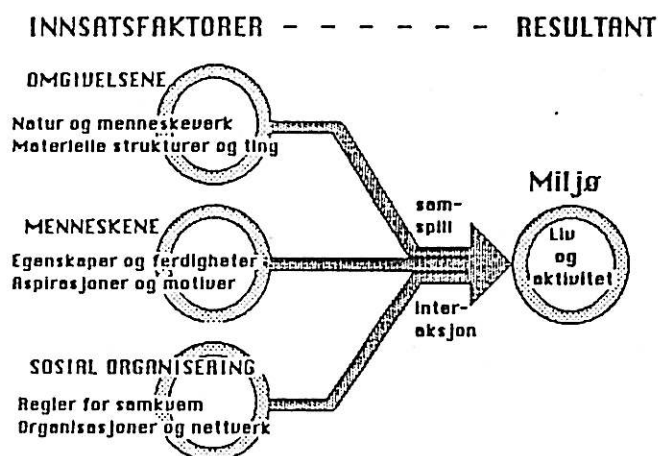 INNSATSFAKTORER - - - - - - - RESULTANT
OMGIVELSENE
Natur og menneskeverk
Materielle strukturer og ting
MENNESKENE
Egenskaper og ferdigheter
Aspirasjoner og motiver
SOSIAL ORGANISERING
Regler for samkvem
Organisasjoner og nettverk
sam-
spill
inter-
aksjon
Miljø
Liv
og
aktivitet